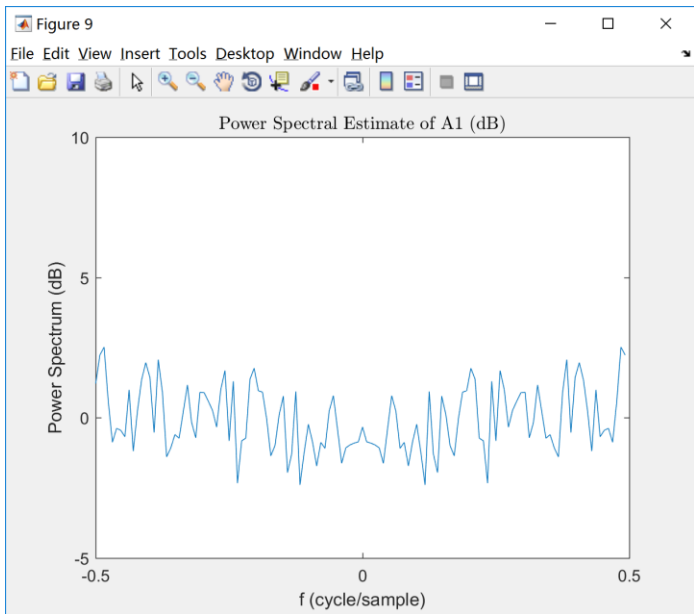 Figure 9
File Edit View Insert Tools Desktop Window Help
Power Spectral Estimate of A1 (dB)
10
5
0
-5
Power Spectrum (dB)
-0.5 0 0.5
f (cycle/sample)